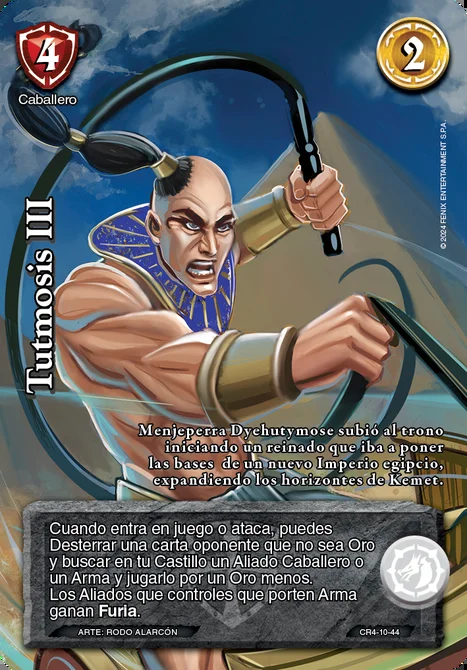 4
2
Caballero
© 2024 FENIX ENTERTAINMENT S.P.A.
Tutmosis III
Menjeperra Dyehutymose subió al trono
iniciando un reinado que iba a poner
las bases de un nuevo Imperio egipcio,
expandiendo los horizontes de Kemet.
Cuando entra en juego o ataca, puedes
Desterrar una carta oponente que no sea Oro
y buscar en tu Castillo un Aliado Caballero o
un Arma y jugarlo por un Oro menos.
Los Aliados que controles que porten Arma
ganan Furia.
ARTE: RODO ALARCÓN
CR4-10-44